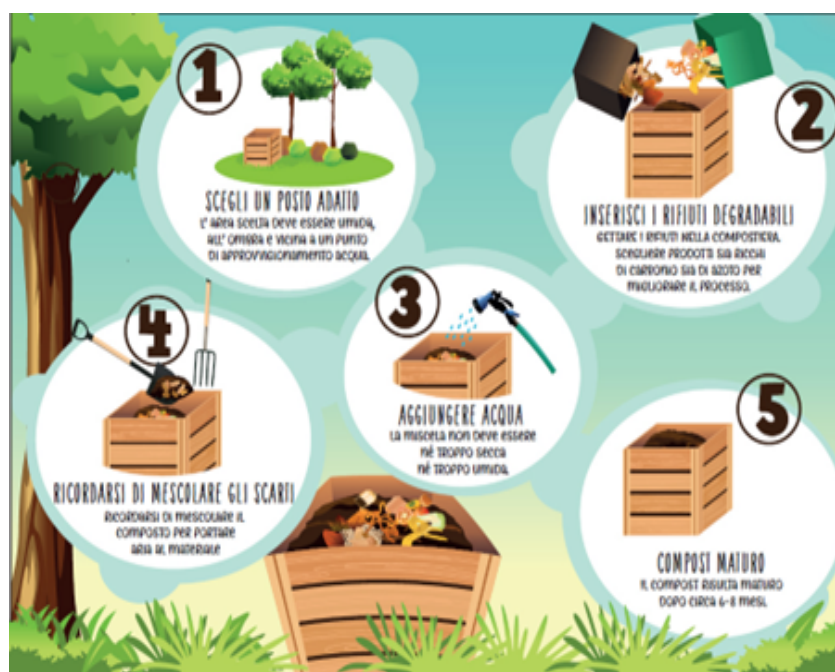 1
SCEGLI UN POSTO ADATTO
L' AREA SCELTA DEVE ESSERE UMIDA,
ALL' OMBRA E VICINA A UN PUNTO
DI APPROVVIGIONAMENTO ACQUA.
2
INSERISCI I RIFIUTI DEGRADABILI
GETTARE I RIFIUTI NELLA COMPOSTIERA.
SCEGLIERE PRODOTTI SIA RICCHI
DI CARBONIO SIA DI AZOTO PER
MIGLIORARE IL PROCESSO.
3
AGGIUNGERE ACQUA
LA MISCELA NON DEVE ESSERE
NÉ TROPPO SECCA
NÉ TROPPO UMIDA
4
RICORDARSI DI MESCOLARE GLI SCARTI
RICORDARSI DI MESCOLARE IL
COMPOSTO PER PORTARE
ARIA AL MATERIALE
5
COMPOST MATURO
IL COMPOST RISULTA MATURO
DOPO CIRCA 6-8 MESI.